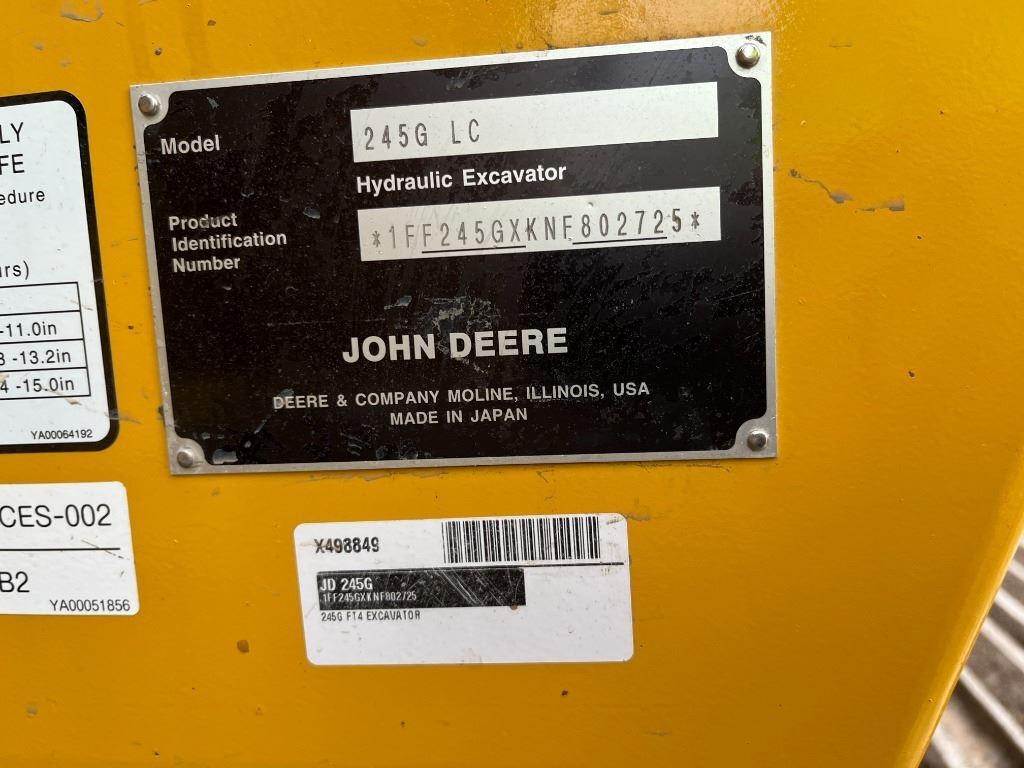 LY
FE
edure
urs)
-11.0in
8 -13.2in
4 -15.0in
YA00064192
Model
245G LC
Hydraulic Excavator
Product
Identification
Number
*1FF245GXKNF802725*
JOHN DEERE
DEERE & COMPANY MOLINE, ILLINOIS, USA
MADE IN JAPAN
CES-002
B2
YA00051856
X498849
JD 245G
1FF245GXKNF802725
245G FT4 EXCAVATOR